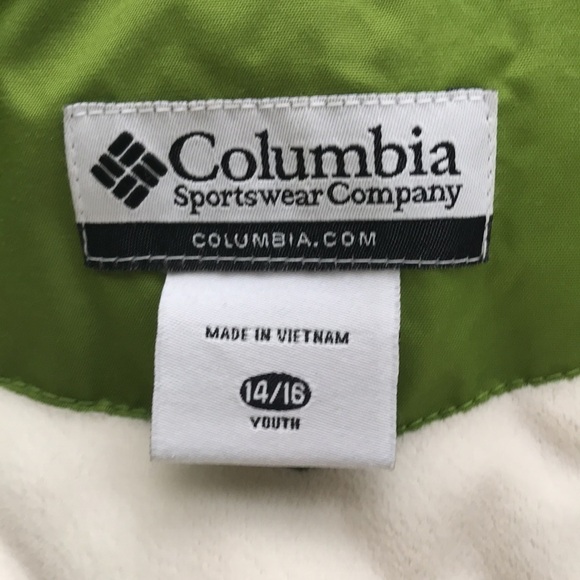 Columbia
Sportswear Company
COLUMBIA.COM
MADE IN VIETNAM
14/16
YOUTH